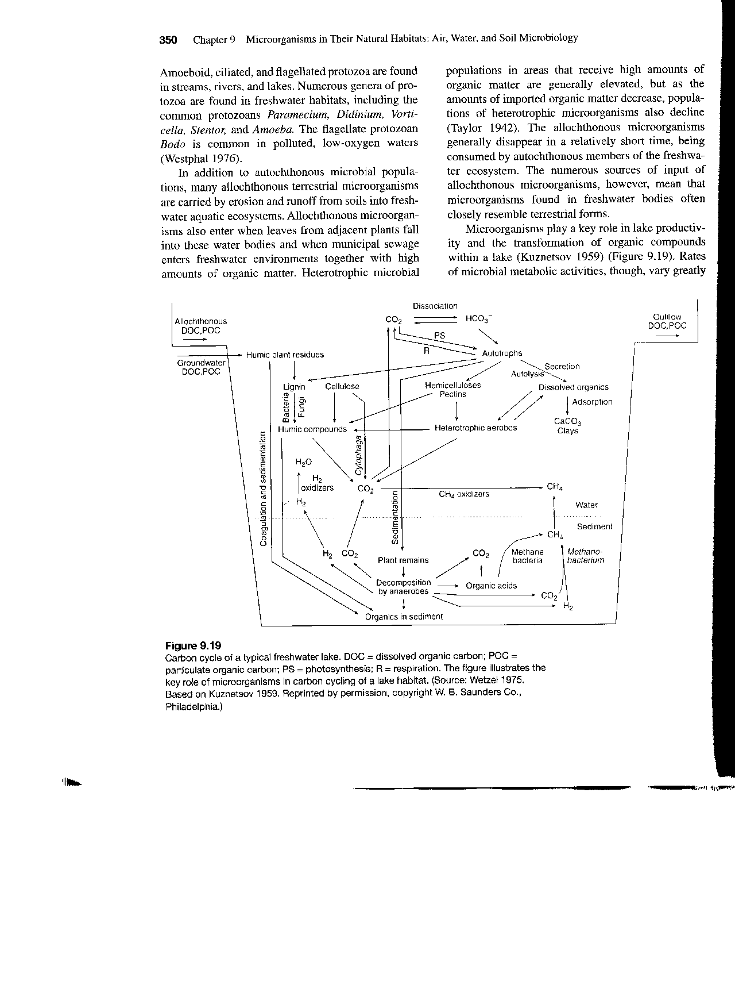 350 Chapter 9 Microorganisms in Their Natural Habitats: Air, Water, and Soil Microbiology
Amoeboid, ciliated, and flagellated protozoa are found
in streams, rivers, and lakes. Numerous genera of pro-
tozoa are found in freshwater habitats, including the
common protozoans Paramecium, Didinium, Vorti-
cella, Stentor, and Amoeba. The flagellate protozoan
Bodo is common in polluted, low-oxygen waters
(Westphal 1976).
In addition to autochthonous microbial popula-
tions, many allochthonous terrestrial microorganisms
are carried by erosion and runoff from soils into fresh-
water aquatic ecosystems. Allochthonous microorgan-
isms also enter when leaves from adjacent plants fall
into these water bodies and when municipal sewage
enters freshwater environments together with high
amounts of organic matter. Heterotrophic microbial
populations in areas that receive high amounts of
organic matter are generally elevated, but as the
amounts of imported organic matter decrease, popula-
tions of heterotrophic microorganisms also decline
(Taylor 1942). The allochthonous microorganisms
generally disappear in a relatively short time, being
consumed by autochthonous members of the freshwa-
ter ecosystem. The numerous sources of input of
allochthonous microorganisms, however, mean that
microorganisms found in freshwater bodies often
closely resemble terrestrial forms.
Microorganisms play a key role in lake productiv-
ity and the transformation of organic compounds
within a lake (Kuznetsov 1959) (Figure 9.19). Rates
of microbial metabolic activities, though, vary greatly
Dissociation
Allochthonous
DOC,POC
CO₂
HCO₃⁻
Outflow
DOC,POC
PS
R
Autotrophs
Humic plant residues
Groundwater
DOC,POC
Secretion
Autolysis
Lignin
Cellulose
Hemicelluloses
Pectins
Dissolved organics
Bacteria
Fungi
Adsorption
CaCO₃
Clays
Humic compounds
Heterotrophic aerobes
Coagulation and sedimentation
Cytophaga
H₂O
H₂
oxidizers
CO₂
CH₄ oxidizers
CH₄
H₂
Water
Sediment
Sedimentation
CH₄
H₂
CO₂
Plant remains
CO₂
Methane
bacteria
Methano-
bacterium
Decomposition
by anaerobes
Organic acids
CO₂
H₂
Organics in sediment
Figure 9.19
Carbon cycle of a typical freshwater lake. DOC = dissolved organic carbon; POC =
particulate organic carbon; PS = photosynthesis; R = respiration. The figure illustrates the
key role of microorganisms in carbon cycling of a lake habitat. (Source: Wetzel 1975.
Based on Kuznetsov 1959. Reprinted by permission, copyright W. B. Saunders Co.,
Philadelphia.)